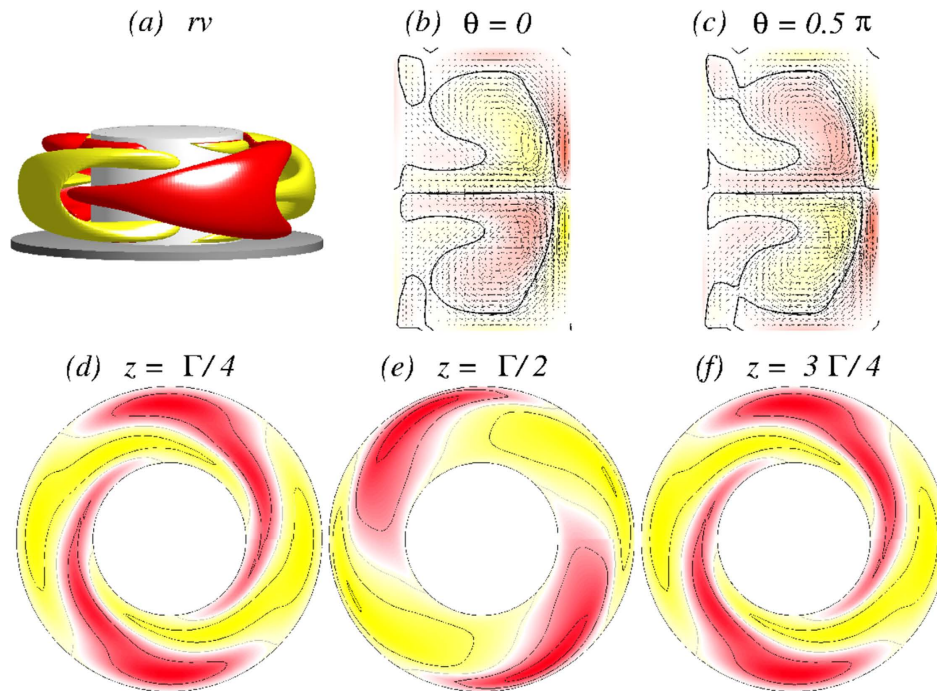 (a) rv
(b) θ = 0
(c) θ = 0.5 π
(d) z = Γ/4
(e) z = Γ/2
(f) z = 3 Γ/4